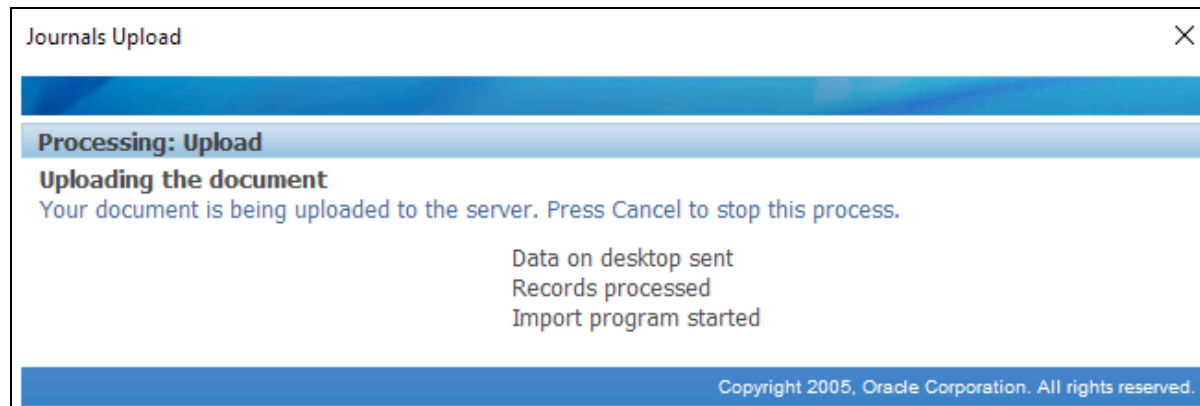 Journals Upload
Processing: Upload
Uploading the document
Your document is being uploaded to the server. Press Cancel to stop this process.
Data on desktop sent
Records processed
Import program started
Copyright 2005, Oracle Corporation. All rights reserved.